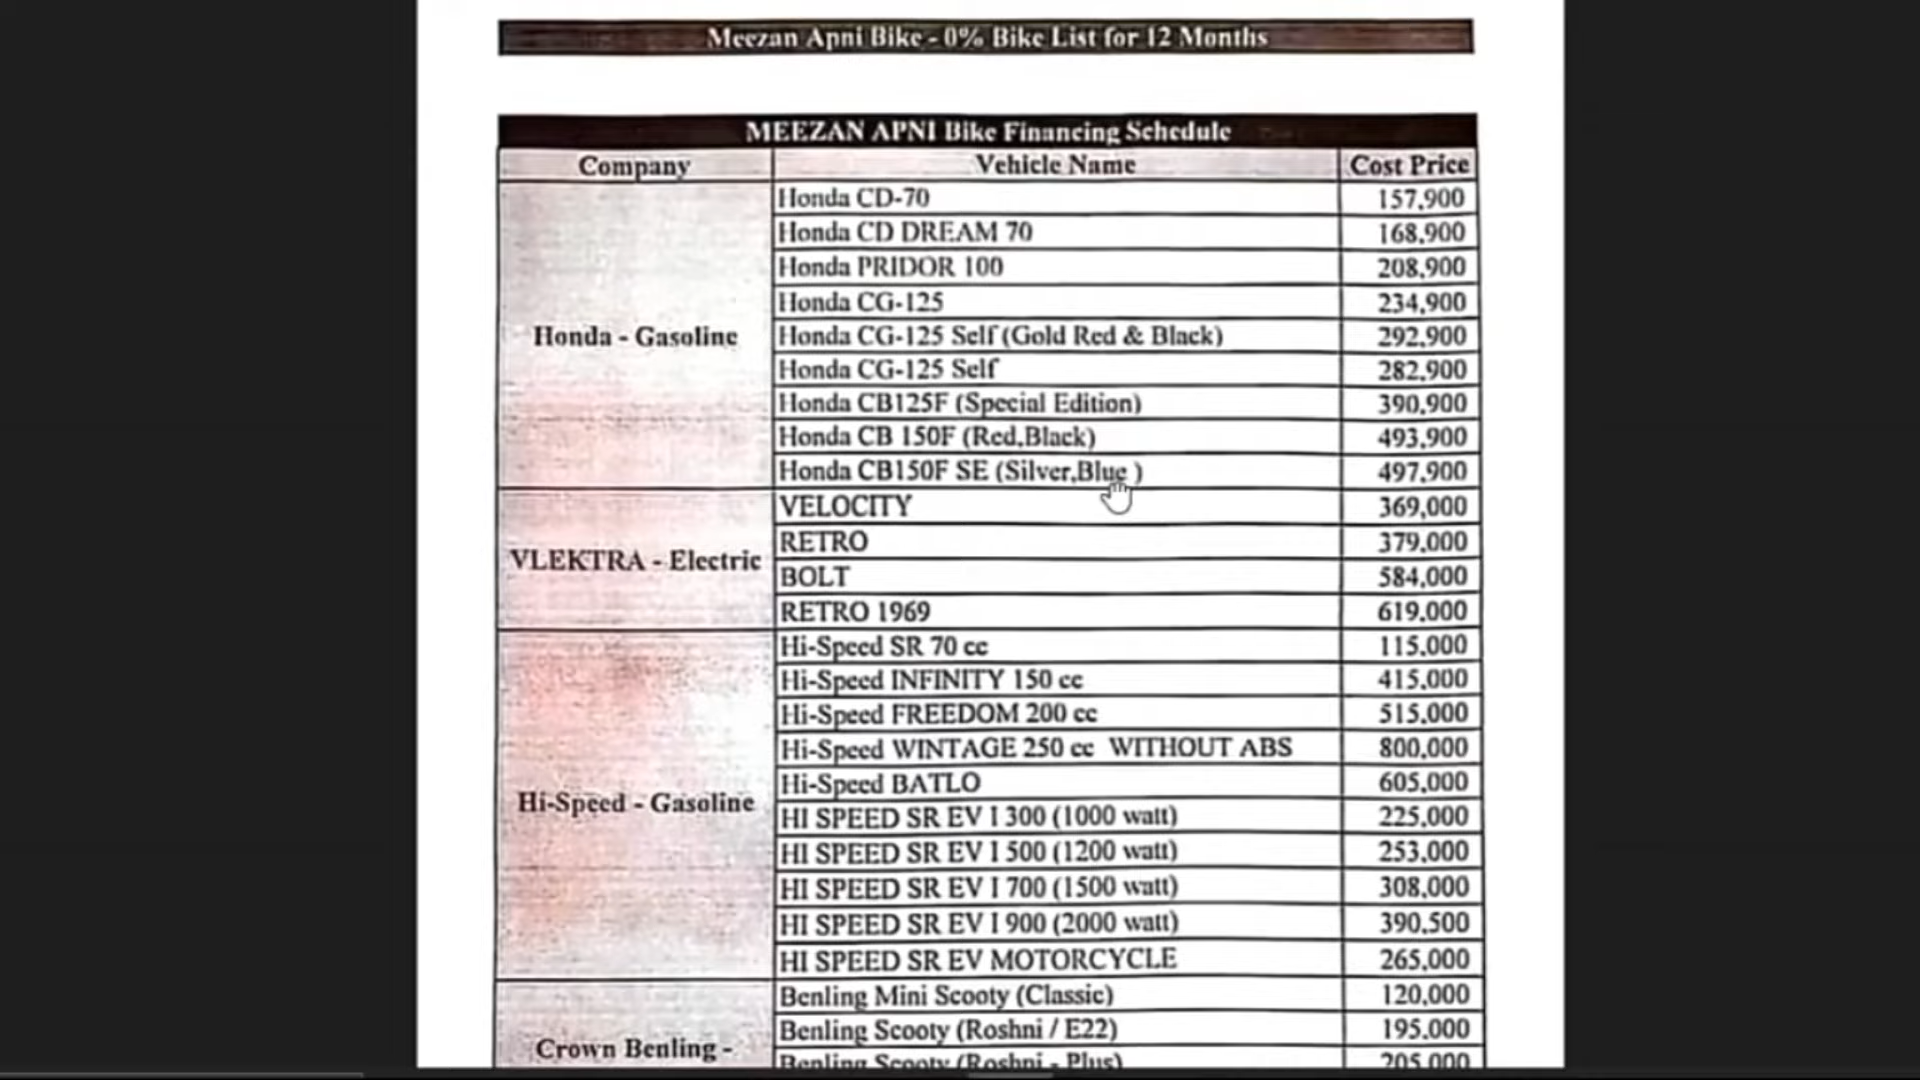 Meezan Apni Bike - 0% Bike List for 12 Months
MEEZAN APNI Bike Financing Schedule
Company Vehicle Name Cost Price
Honda - Gasoline
Honda CD-70 157,900
Honda CD DREAM 70 168,900
Honda PRIDOR 100 208,900
Honda CG-125 234,900
Honda CG-125 Self (Gold Red & Black) 292,900
Honda CG-125 Self 282,900
Honda CB125F (Special Edition) 390,900
Honda CB 150F (Red,Black) 493,900
Honda CB150F SE (Silver,Blue ) 497,900
VLEKTRA - Electric
VELOCITY 369,000
RETRO 379,000
BOLT 584,000
RETRO 1969 619,000
Hi-Speed - Gasoline
Hi-Speed SR 70 cc 115,000
Hi-Speed INFINITY 150 cc 415,000
Hi-Speed FREEDOM 200 cc 515,000
Hi-Speed WINTAGE 250 cc WITHOUT ABS 800,000
Hi-Speed BATLO 605,000
HI SPEED SR EV I 300 (1000 watt) 225,000
HI SPEED SR EV I 500 (1200 watt) 253,000
HI SPEED SR EV I 700 (1500 watt) 308,000
HI SPEED SR EV I 900 (2000 watt) 390,500
HI SPEED SR EV MOTORCYCLE 265,000
Crown Benling -
Benling Mini Scooty (Classic) 120,000
Benling Scooty (Roshni / E22) 195,000
Benling Scooty (Roshni - Plus) 205,000